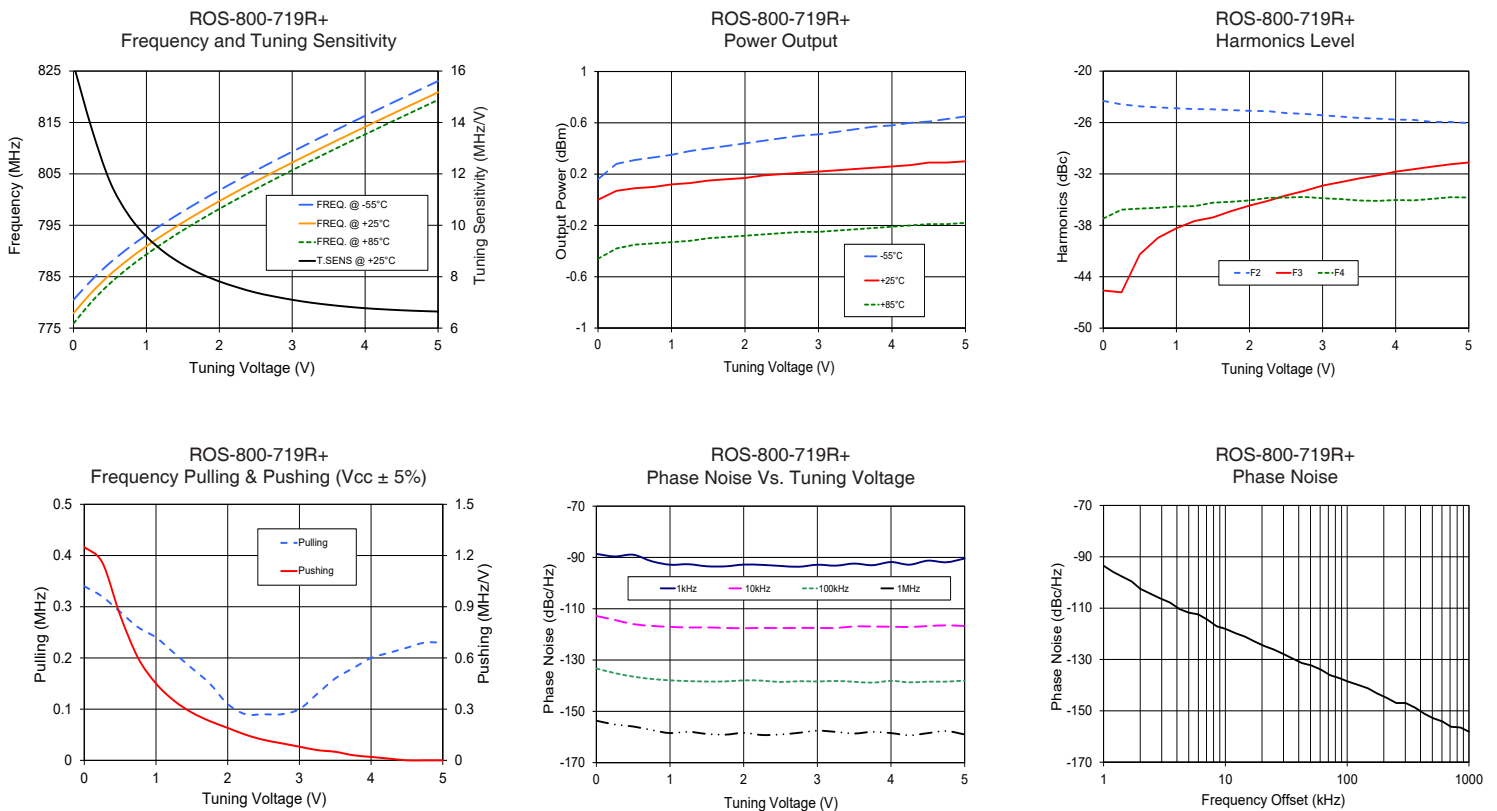 ROS-800-719R+
Frequency and Tuning Sensitivity
825
815
805
795
785
775
16
14
12
10
8
6
0 1 2 3 4 5
Frequency (MHz)
Tuning Sensitivity (MHz/V)
FREQ. @ -55°C
FREQ. @ +25°C
FREQ. @ +85°C
T.SENS @ +25°C
Tuning Voltage (V)
ROS-800-719R+
Power Output
1
0.6
0.2
-0.2
-0.6
-1
0 1 2 3 4 5
Output Power (dBm)
-55°C
+25°C
+85°C
Tuning Voltage (V)
ROS-800-719R+
Harmonics Level
-20
-26
-32
-38
-44
-50
0 1 2 3 4 5
Harmonics (dBc)
F2 F3 F4
Tuning Voltage (V)
ROS-800-719R+
Frequency Pulling & Pushing (Vcc ± 5%)
0.5
0.4
0.3
0.2
0.1
0
1.5
1.2
0.9
0.6
0.3
0
0 1 2 3 4 5
Pulling (MHz)
Pushing (MHz/V)
Pulling
Pushing
Tuning Voltage (V)
ROS-800-719R+
Phase Noise Vs. Tuning Voltage
-70
-90
-110
-130
-150
-170
0 1 2 3 4 5
Phase Noise (dBc/Hz)
1kHz 10kHz 100kHz 1MHz
Tuning Voltage (V)
ROS-800-719R+
Phase Noise
-70
-90
-110
-130
-150
-170
1 10 100 1000
Phase Noise (dBc/Hz)
Frequency Offset (kHz)